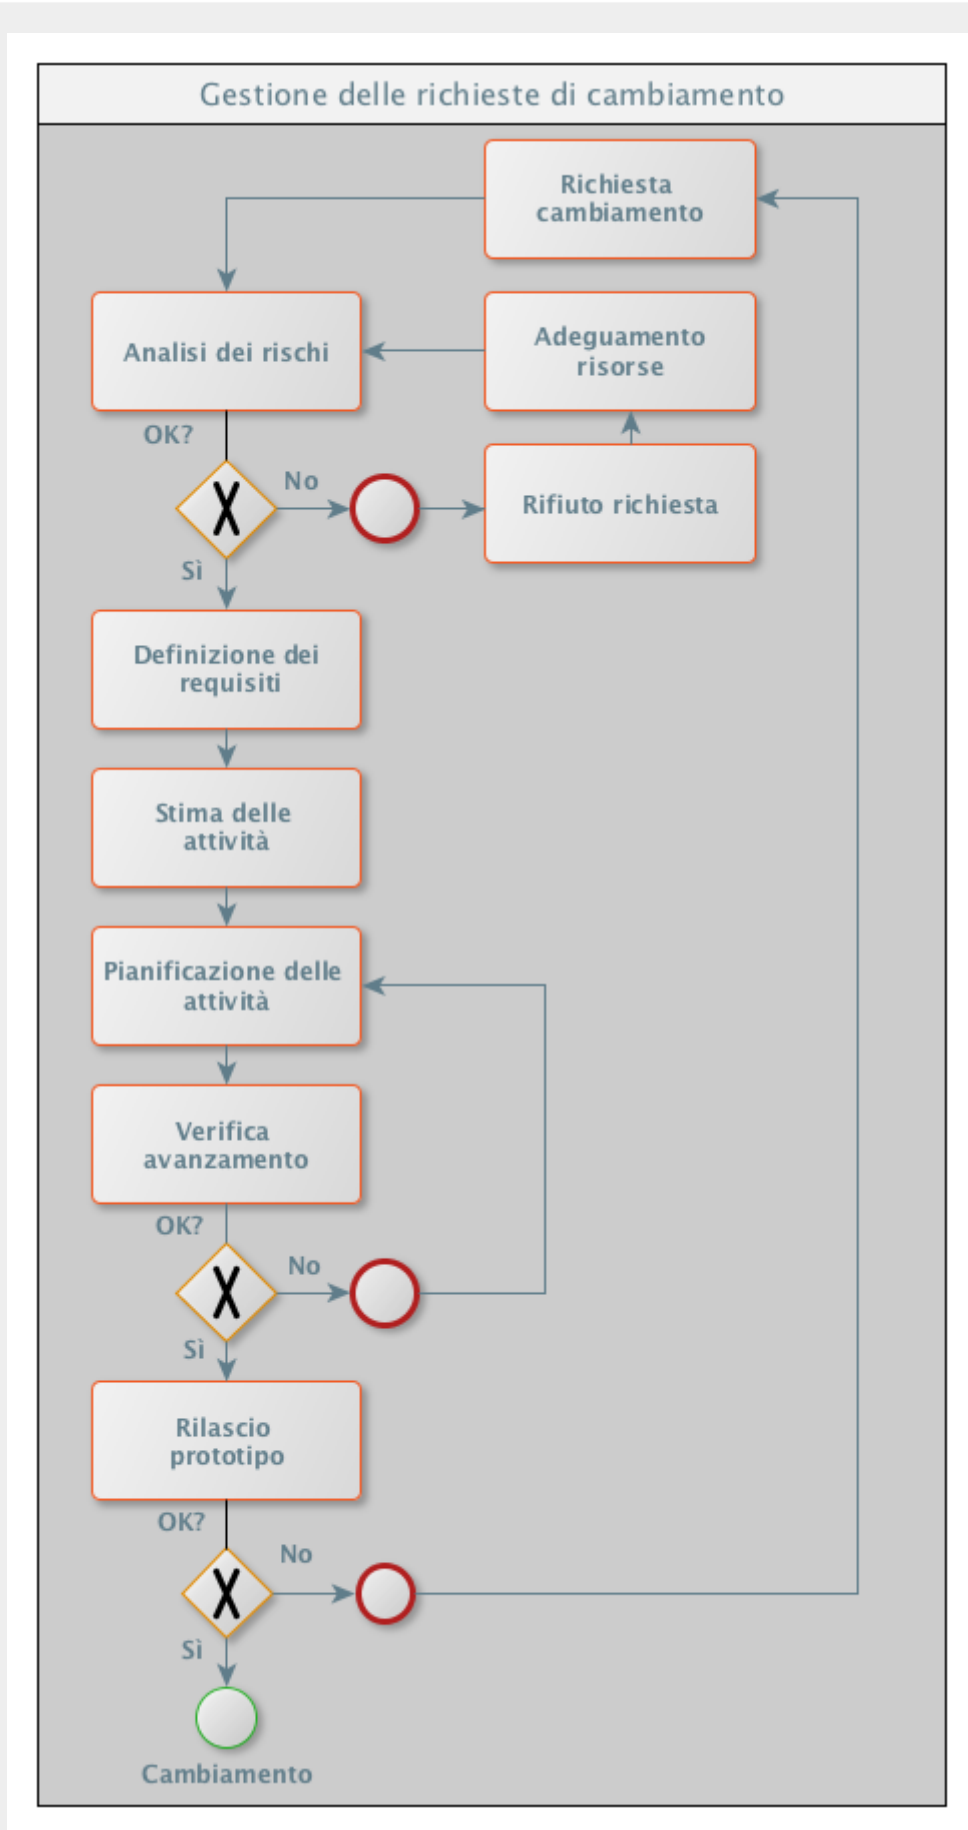 Gestione delle richieste di cambiamento
Richiesta
cambiamento
Analisi dei rischi
Adeguamento
risorse
OK?
No
Rifiuto richiesta
Sì
Definizione dei
requisiti
Stima delle
attività
Pianificazione delle
attività
Verifica
avanzamento
OK?
No
Sì
Rilascio
prototipo
OK?
No
Sì
Cambiamento